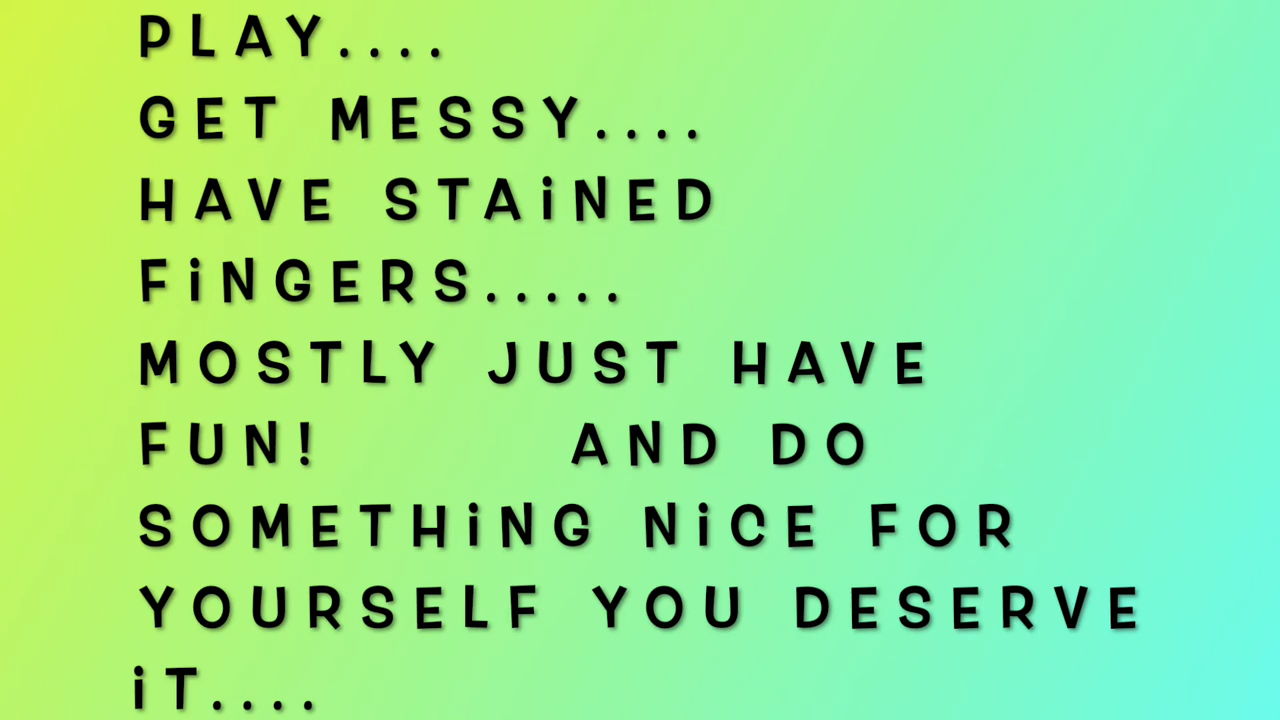 PLAY....
GET MESSY....
HAVE STAiNED
FiNGERS.....
MOSTLY JUST HAVE
FUN! AND DO
SOMETHiNG NiCE FOR
YOURSELF YOU DESERVE
iT....